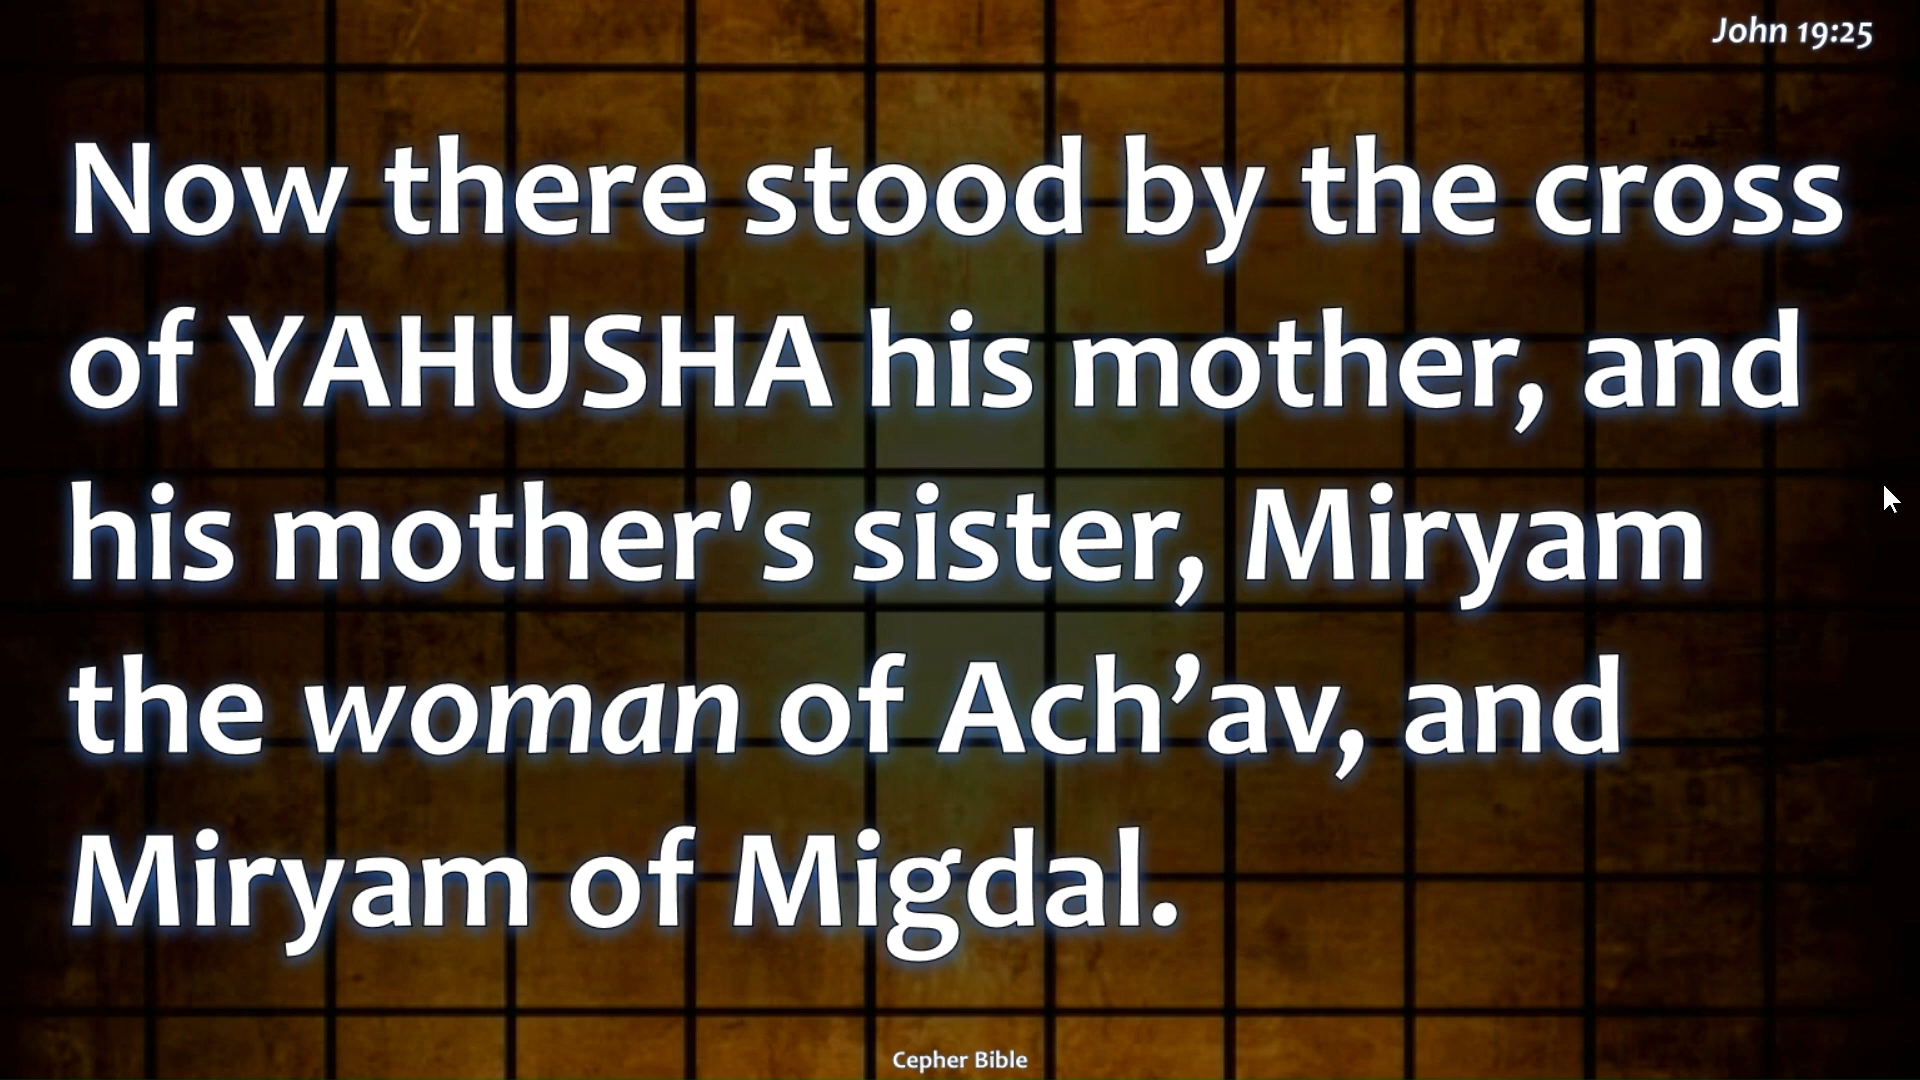 John 19:25
Now there stood by the cross
of YAHUSHA his mother, and
his mother's sister, Miryam
the woman of Ach’av, and
Miryam of Migdal.
Cepher Bible